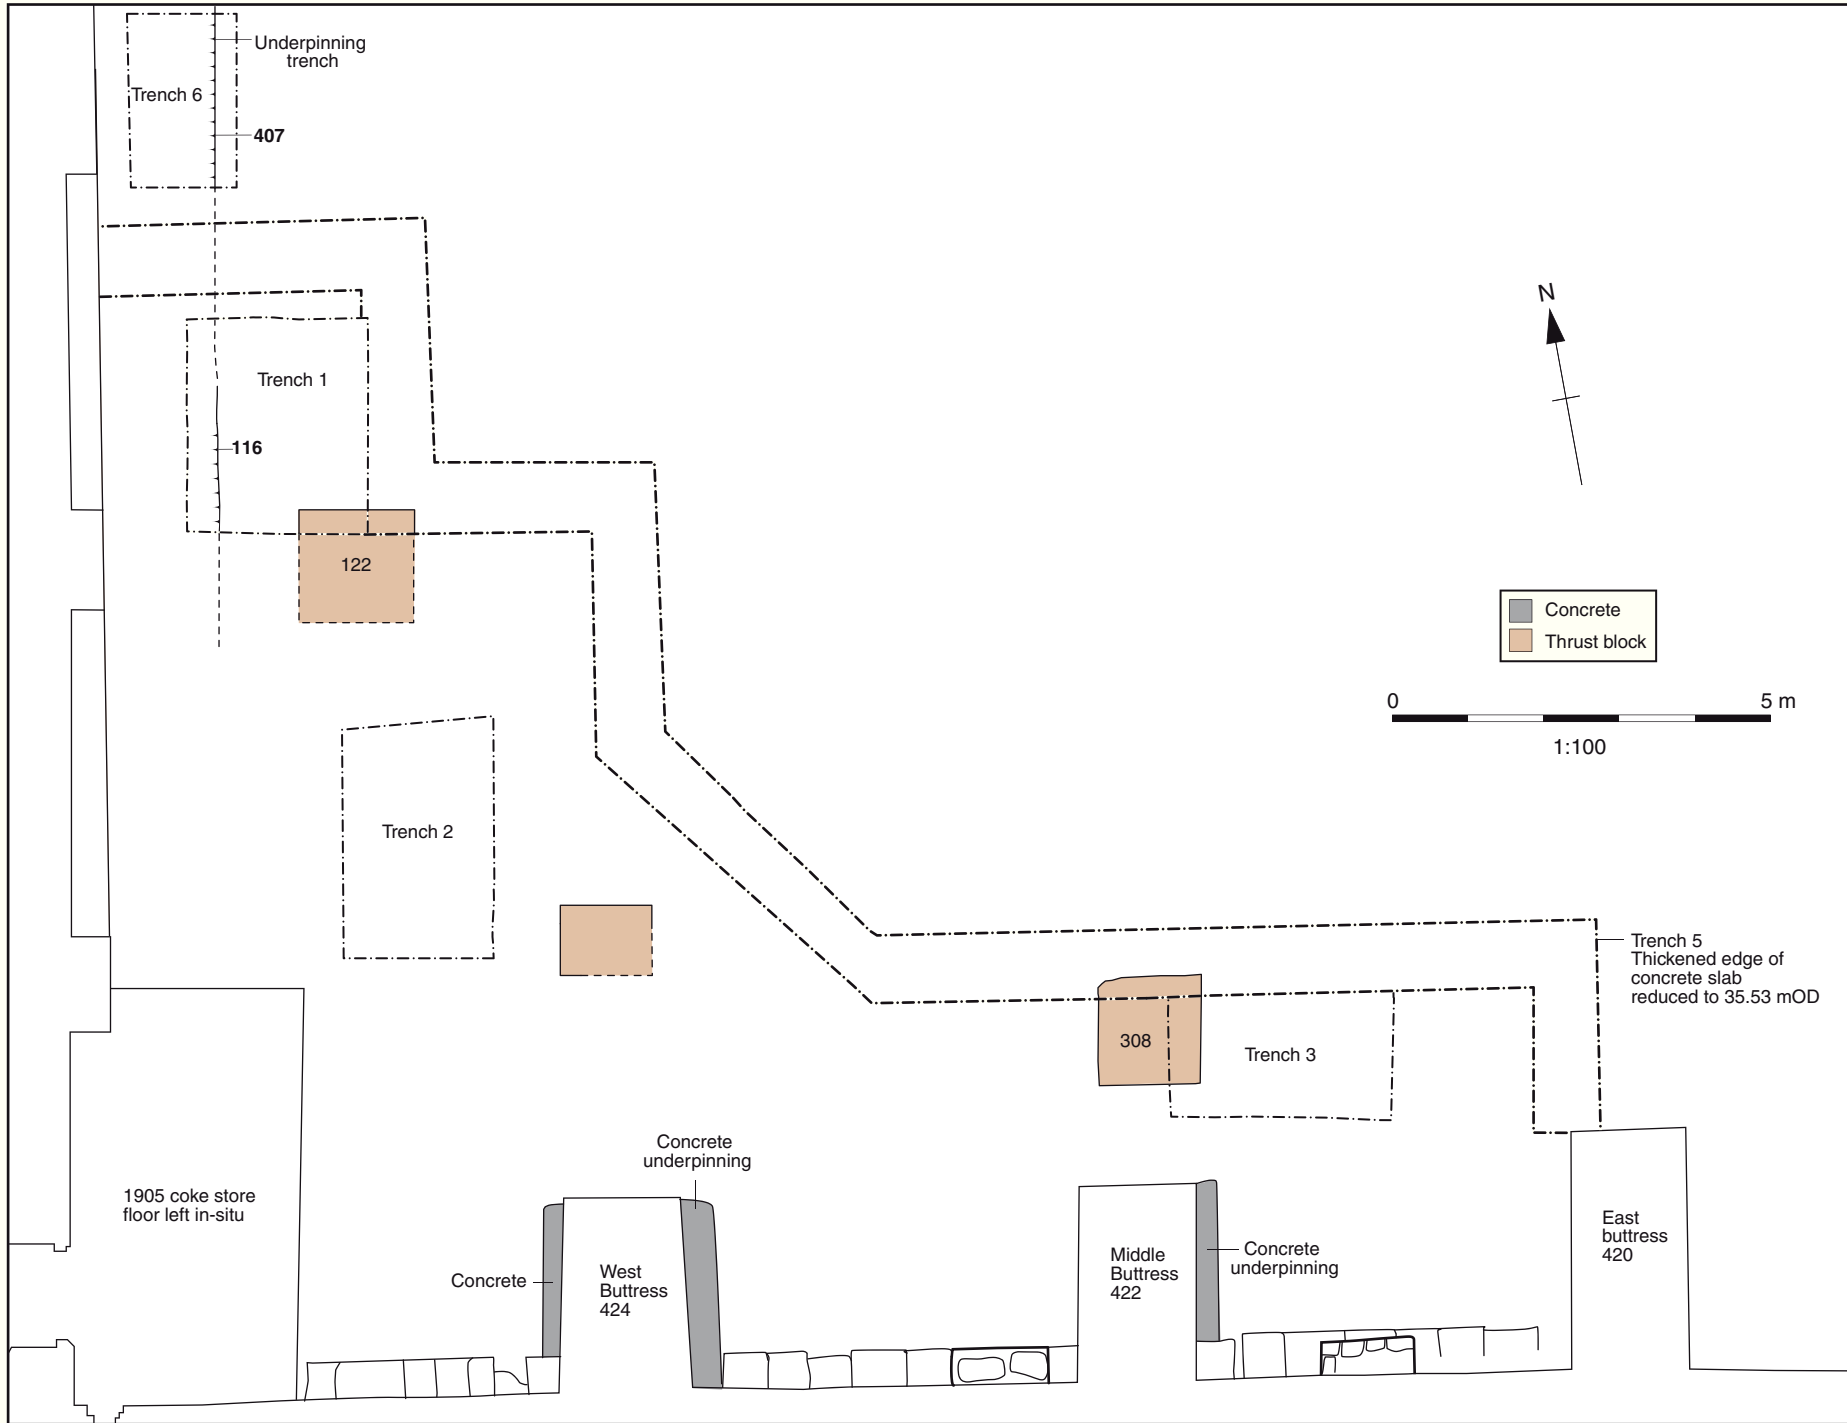 Underpinning
trench
Trench 6
407
N
Trench 1
116
122
Concrete
Thrust block
0
5 m
1:100
Trench 2
Trench 5
Thickened edge of
concrete slab
reduced to 35.53 mOD
308
Trench 3
Concrete
underpinning
1905 coke store
floor left in-situ
East
buttress
420
Concrete
underpinning
Middle
Buttress
422
Concrete
West
Buttress
424